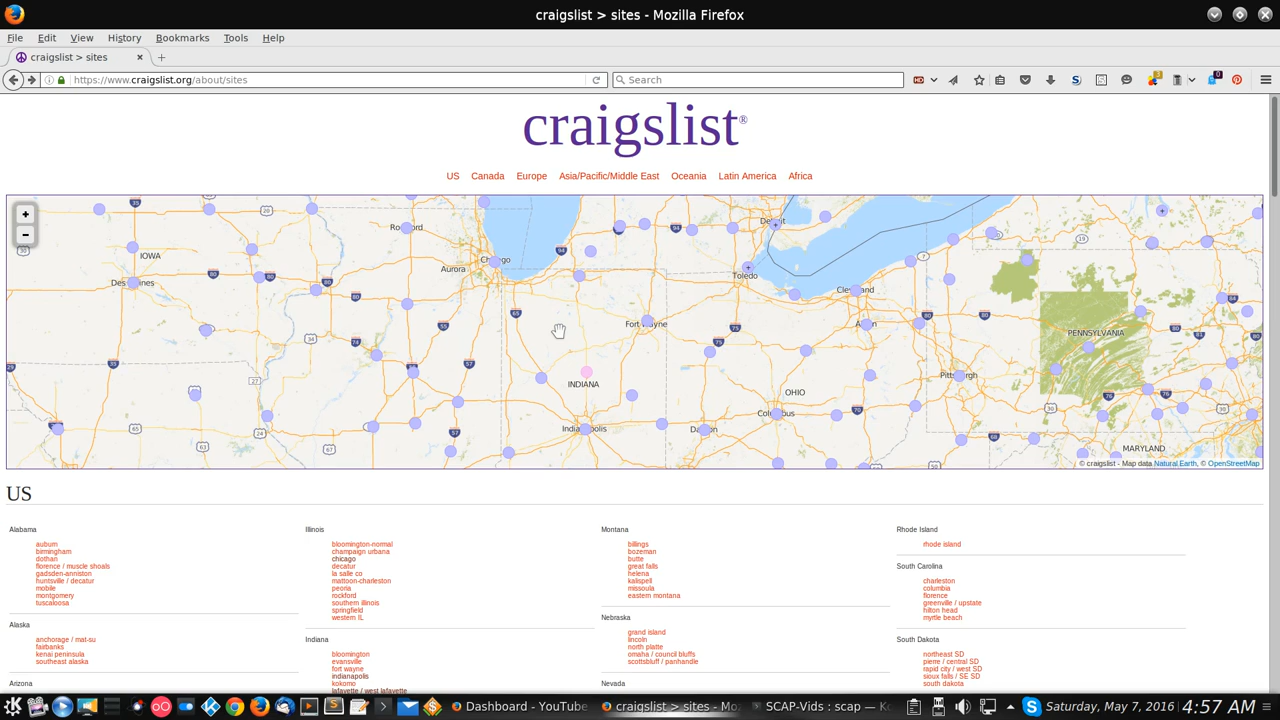 craigslist > sites - Mozilla Firefox
File Edit View History Bookmarks Tools Help
craigslist > sites
https://www.craigslist.org/about/sites
Search
HD
3
0
craigslist®
US Canada Europe Asia/Pacific/Middle East Oceania Latin America Africa
+
-
IOWA
Des Moines
Rockford
Aurora
Chicago
Detroit
Toledo
Cleveland
Fort Wayne
Akron
PENNSYLVANIA
INDIANA
OHIO
Pittsburgh
Columbus
Indianapolis
Dayton
MARYLAND
© craigslist - Map data Natural Earth, © OpenStreetMap
US
Alabama
auburn
birmingham
dothan
florence / muscle shoals
gadsden-anniston
huntsville / decatur
mobile
montgomery
tuscaloosa
Alaska
anchorage / mat-su
fairbanks
kenai peninsula
southeast alaska
Arizona
Illinois
bloomington-normal
champaign urbana
chicago
decatur
la salle co
mattoon-charleston
peoria
rockford
southern illinois
springfield
western IL
Indiana
bloomington
evansville
fort wayne
indianapolis
kokomo
lafayette / west lafayette
Montana
billings
bozeman
butte
great falls
helena
kalispell
missoula
eastern montana
Nebraska
grand island
lincoln
north platte
omaha / council bluffs
scottsbluff / panhandle
Nevada
Rhode Island
rhode island
South Carolina
charleston
columbia
florence
greenville / upstate
hilton head
myrtle beach
South Dakota
northeast SD
pierre / central SD
rapid city / west SD
sioux falls / SE SD
south dakota
Dashboard - YouTube
craigslist > sites - Mo
SCAP-Vids : scap — Ko
Saturday, May 7, 2016
4:57 AM